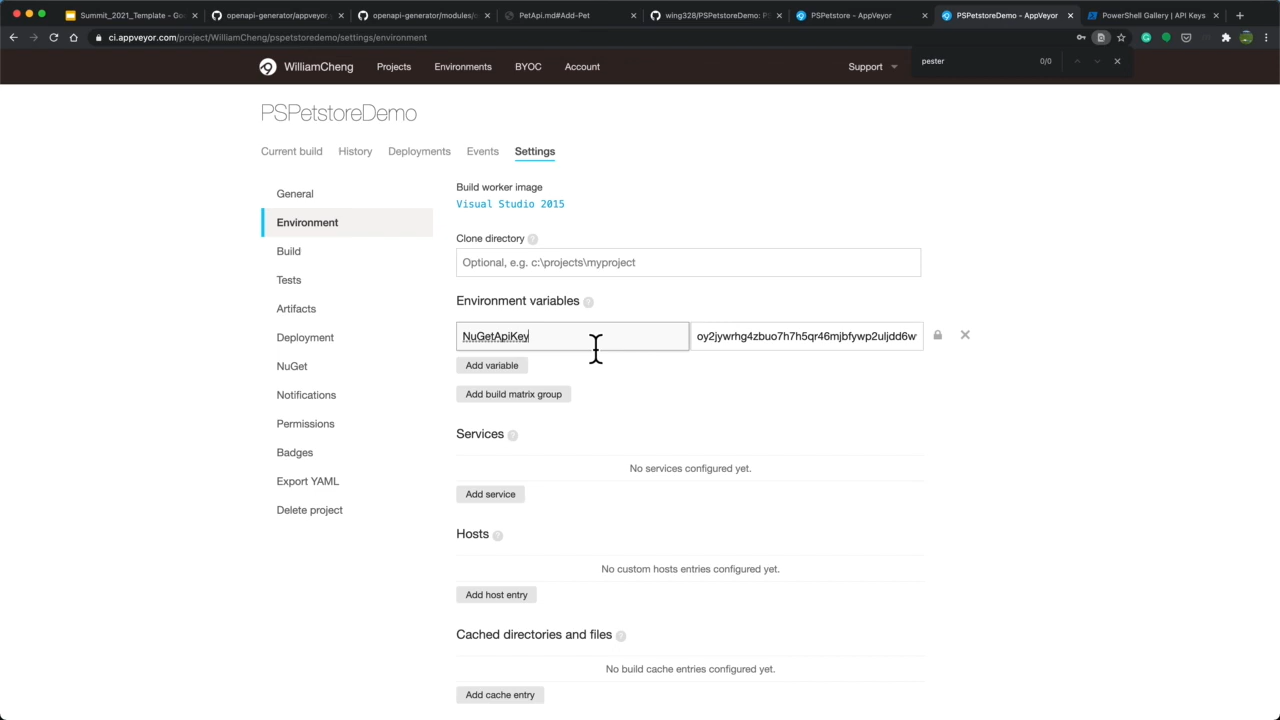 Summit_2021_Template - Go
openapi-generator/appveyor.
openapi-generator/modules/
PetApi.md#Add-Pet
wing328/PSPetstoreDemo: P
PSPetstore - AppVeyor
PSPetstoreDemo - AppVeyor
PowerShell Gallery | API Keys
ci.appveyor.com/project/WilliamCheng/pspetstoredemo/settings/environment
pester
0/0
WilliamCheng
Projects
Environments
BYOC
Account
Support
PSPetstoreDemo
Current build
History
Deployments
Events
Settings
General
Environment
Build
Tests
Artifacts
Deployment
NuGet
Notifications
Permissions
Badges
Export YAML
Delete project
Build worker image
Visual Studio 2015
Clone directory ?
Optional, e.g. c:\projects\myproject
Environment variables ?
NuGetApiKey
oy2jywrhg4zbuo7h7h5qr46mjbfywp2uljdd6w
Add variable
Add build matrix group
Services ?
No services configured yet.
Add service
Hosts ?
No custom hosts entries configured yet.
Add host entry
Cached directories and files ?
No build cache entries configured yet.
Add cache entry